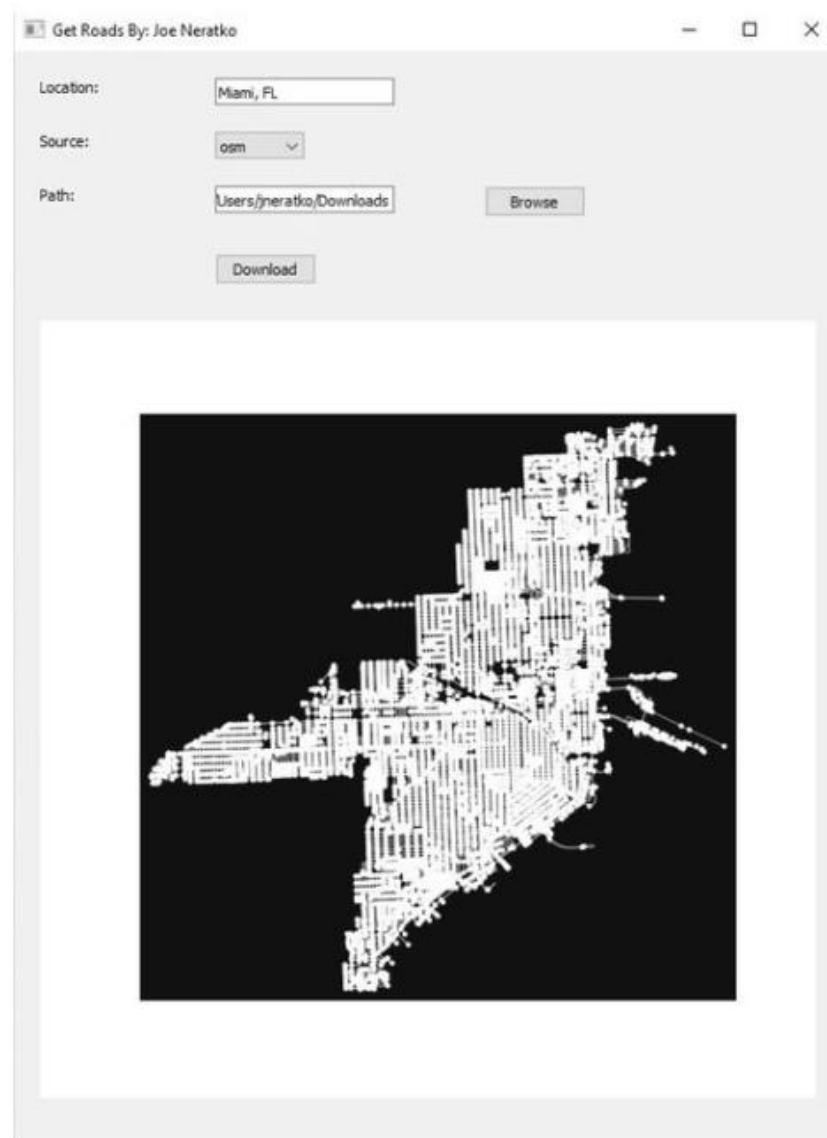 Get Roads By: Joe Neratko
Location: Miami, FL
Source: osm
Path: Users/jneratko/Downloads Browse
Download